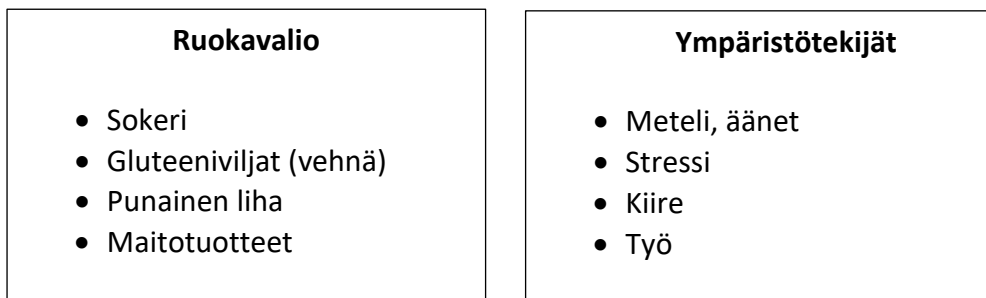 Ruokavalio
• Sokeri
• Gluteeniviljat (vehnä)
• Punainen liha
• Maitotuotteet
Ympäristötekijät
• Meteli, äänet
• Stressi
• Kiire
• Työ